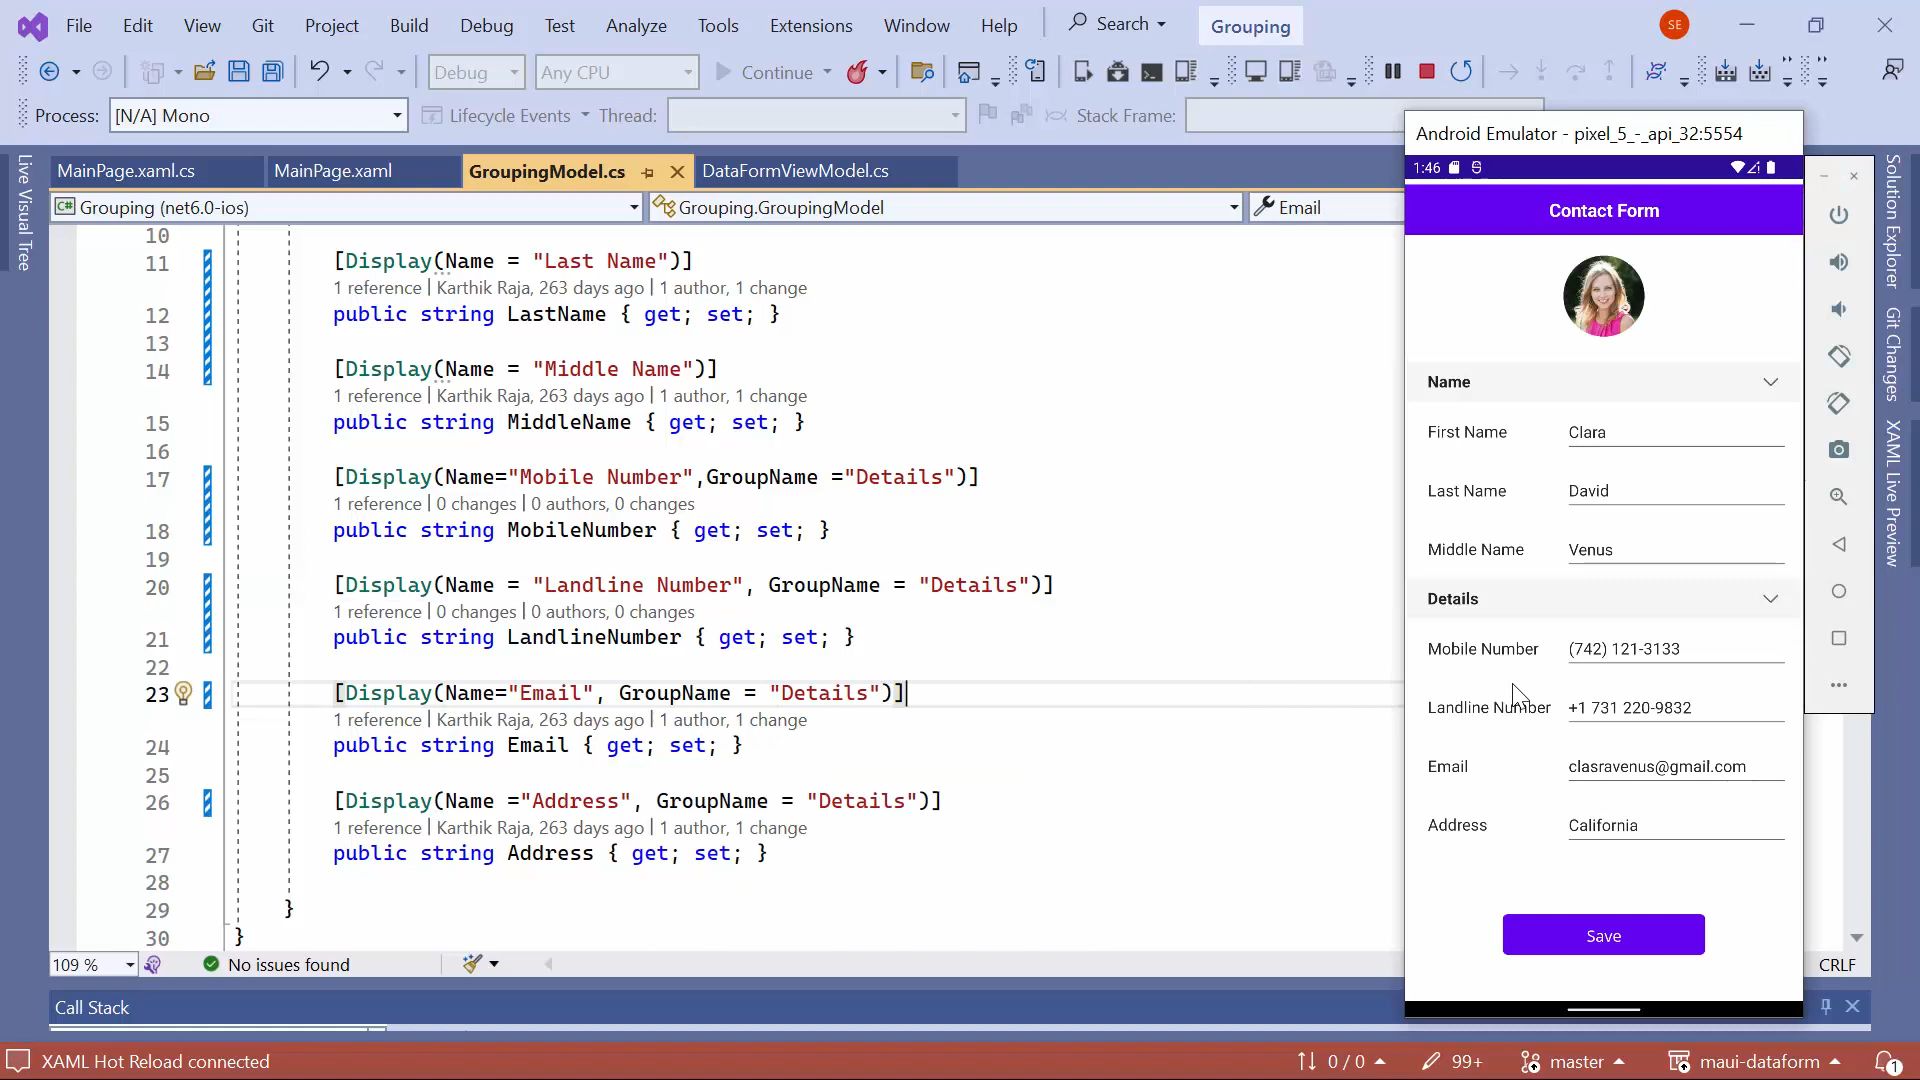 File Edit View Git Project Build Debug Test Analyze Tools Extensions Window Help Search Grouping SE
Debug Any CPU Continue
Process: [N/A] Mono Lifecycle Events Thread: Stack Frame:
Live Visual Tree
MainPage.xaml.cs MainPage.xaml GroupingModel.cs DataFormViewModel.cs
C# Grouping (net6.0-ios) Grouping.GroupingModel Email
10
11 [Display(Name = "Last Name")]
1 reference | Karthik Raja, 263 days ago | 1 author, 1 change
12 public string LastName { get; set; }
13
14 [Display(Name = "Middle Name")]
1 reference | Karthik Raja, 263 days ago | 1 author, 1 change
15 public string MiddleName { get; set; }
16
17 [Display(Name="Mobile Number",GroupName ="Details")]
1 reference | 0 changes | 0 authors, 0 changes
18 public string MobileNumber { get; set; }
19
20 [Display(Name = "Landline Number", GroupName = "Details")]
1 reference | 0 changes | 0 authors, 0 changes
21 public string LandlineNumber { get; set; }
22
23 [Display(Name="Email", GroupName = "Details")]
1 reference | Karthik Raja, 263 days ago | 1 author, 1 change
24 public string Email { get; set; }
25
26 [Display(Name ="Address", GroupName = "Details")]
1 reference | Karthik Raja, 263 days ago | 1 author, 1 change
27 public string Address { get; set; }
28
29 }
30 }
109 % No issues found CRLF
Call Stack
XAML Hot Reload connected 0 / 0 99+ master maui-dataform 1
Android Emulator - pixel_5_-_api_32:5554
1:46
Contact Form
Name
First Name Clara
Last Name David
Middle Name Venus
Details
Mobile Number (742) 121-3133
Landline Number +1 731 220-9832
Email clasravenus@gmail.com
Address California
Save
Solution Explorer
Git Changes
XAML Live Preview